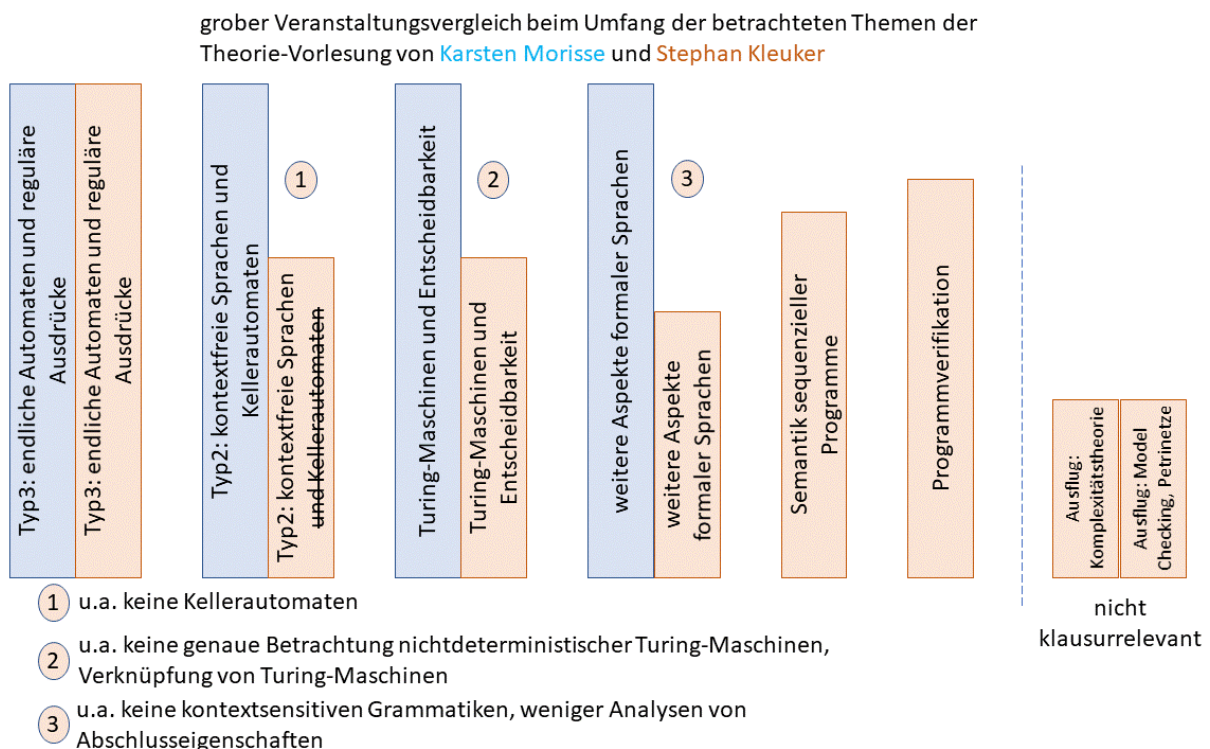 grober Veranstaltungsvergleich beim Umfang der betrachteten Themen der
Theorie-Vorlesung von Karsten Morisse und Stephan Kleuker
Typ3: endliche Automaten und reguläre
Ausdrücke
Typ3: endliche Automaten und reguläre
Ausdrücke
Typ2: kontextfreie Sprachen und
Kellerautomaten
1
Typ2: kontextfreie Sprachen
und Kellerautomaten
Turing-Maschinen und Entscheidbarkeit
2
Turing-Maschinen und
Entscheidbarkeit
weitere Aspekte formaler Sprachen
3
weitere Aspekte
formaler Sprachen
Semantik sequenzieller
Programme
Programmverifikation
Ausflug:
Komplexitätstheorie
Ausflug: Model
Checking, Petrinetze
nicht
klausurrelevant
1 u.a. keine Kellerautomaten
2 u.a. keine genaue Betrachtung nichtdeterministischer Turing-Maschinen,
Verknüpfung von Turing-Maschinen
3 u.a. keine kontextsensitiven Grammatiken, weniger Analysen von
Abschlusseigenschaften